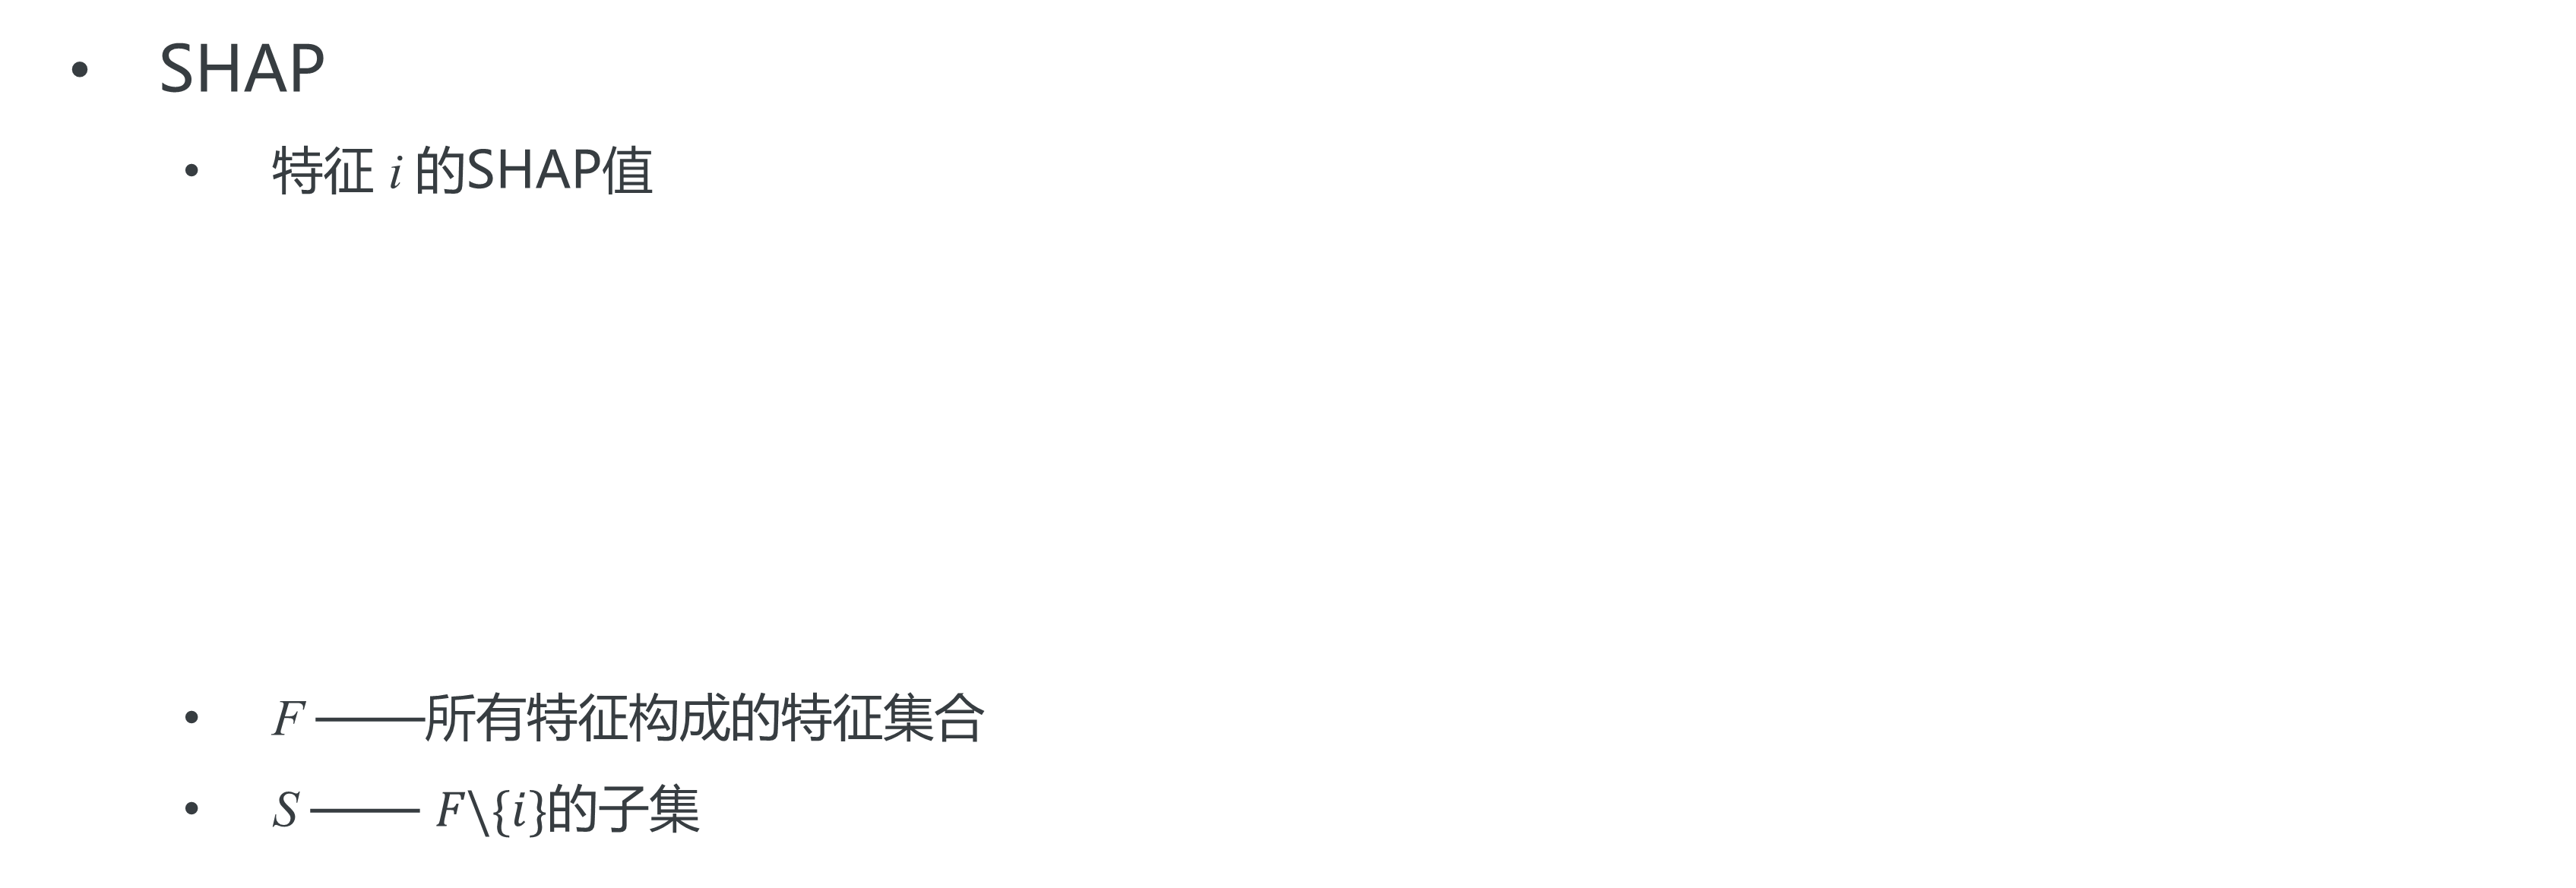 • SHAP
• 特征 i 的SHAP值
• F ——所有特征构成的特征集合
• S —— F\{i}的子集